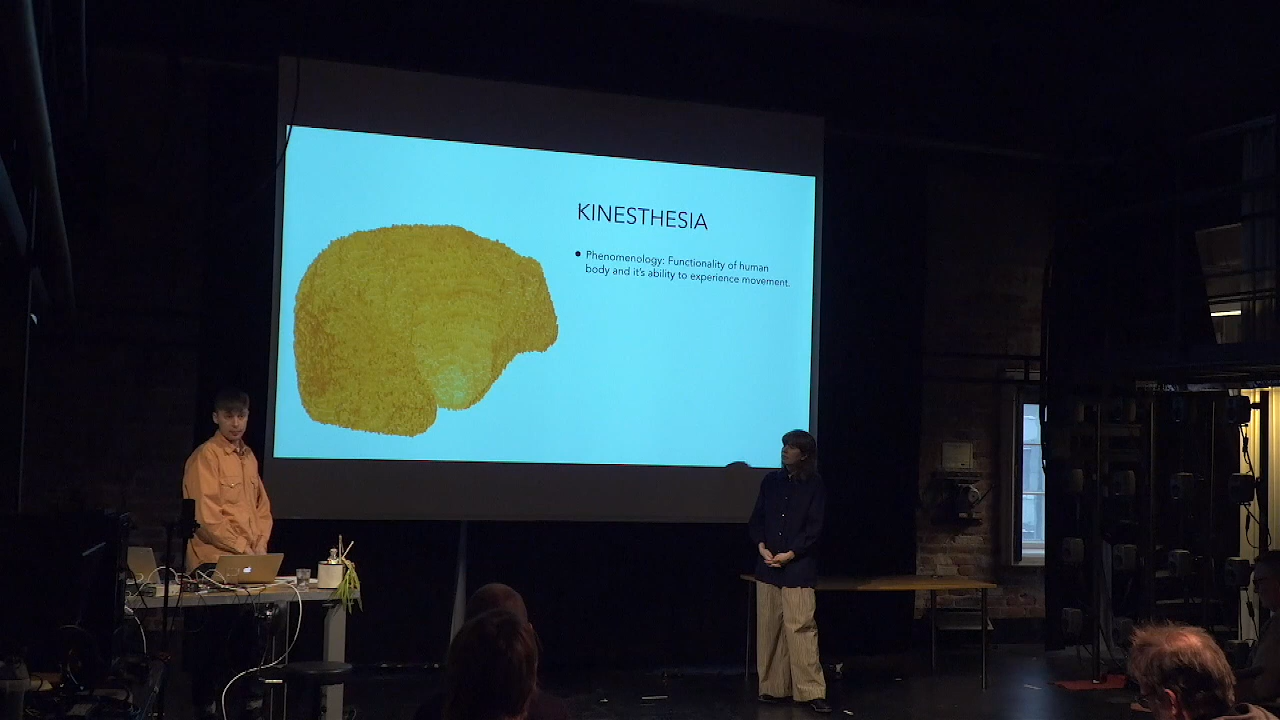 KINESTHESIA
• Phenomenology: Functionality of human
body and it's ability to experience movement.